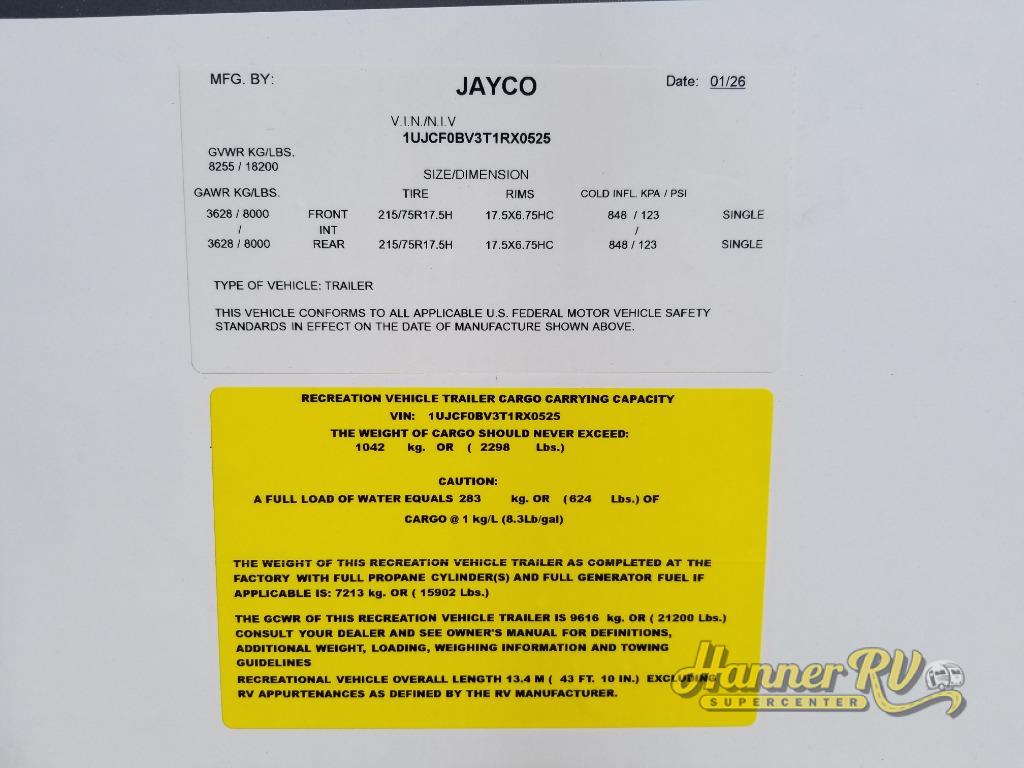 MFG. BY: JAYCO Date: 01/26
V.I.N./N.I.V
1UJCF0BV3T1RX0525
GVWR KG/LBS.
8255 / 18200
SIZE/DIMENSION
GAWR KG/LBS. TIRE RIMS COLD INFL. KPA / PSI
3628 / 8000 FRONT 215/75R17.5H 17.5X6.75HC 848 / 123 SINGLE
/ INT /
3628 / 8000 REAR 215/75R17.5H 17.5X6.75HC 848 / 123 SINGLE
TYPE OF VEHICLE: TRAILER
THIS VEHICLE CONFORMS TO ALL APPLICABLE U.S. FEDERAL MOTOR VEHICLE SAFETY
STANDARDS IN EFFECT ON THE DATE OF MANUFACTURE SHOWN ABOVE.
RECREATION VEHICLE TRAILER CARGO CARRYING CAPACITY
VIN: 1UJCF0BV3T1RX0525
THE WEIGHT OF CARGO SHOULD NEVER EXCEED:
1042 kg. OR ( 2298 Lbs.)
CAUTION:
A FULL LOAD OF WATER EQUALS 283 kg. OR (624 Lbs.) OF
CARGO @ 1 kg/L (8.3Lb/gal)
THE WEIGHT OF THIS RECREATION VEHICLE TRAILER AS COMPLETED AT THE
FACTORY WITH FULL PROPANE CYLINDER(S) AND FULL GENERATOR FUEL IF
APPLICABLE IS: 7213 kg. OR ( 15902 Lbs.)
THE GCWR OF THIS RECREATION VEHICLE TRAILER IS 9616 kg. OR ( 21200 Lbs.)
CONSULT YOUR DEALER AND SEE OWNER'S MANUAL FOR DEFINITIONS,
ADDITIONAL WEIGHT, LOADING, WEIGHING INFORMATION AND TOWING
GUIDELINES
RECREATIONAL VEHICLE OVERALL LENGTH 13.4 M ( 43 FT. 10 IN.) EXCLUDING
RV APPURTENANCES AS DEFINED BY THE RV MANUFACTURER.
Hanner RV
SUPERCENTER